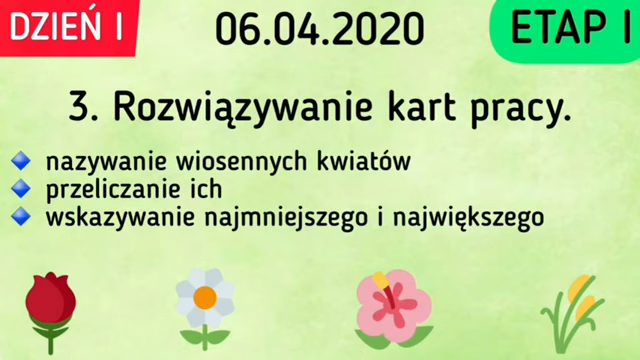 DZIEŃ I
06.04.2020
ETAP I
3. Rozwiązywanie kart pracy.
nazywanie wiosennych kwiatów
przeliczanie ich
wskazywanie najmniejszego i największego